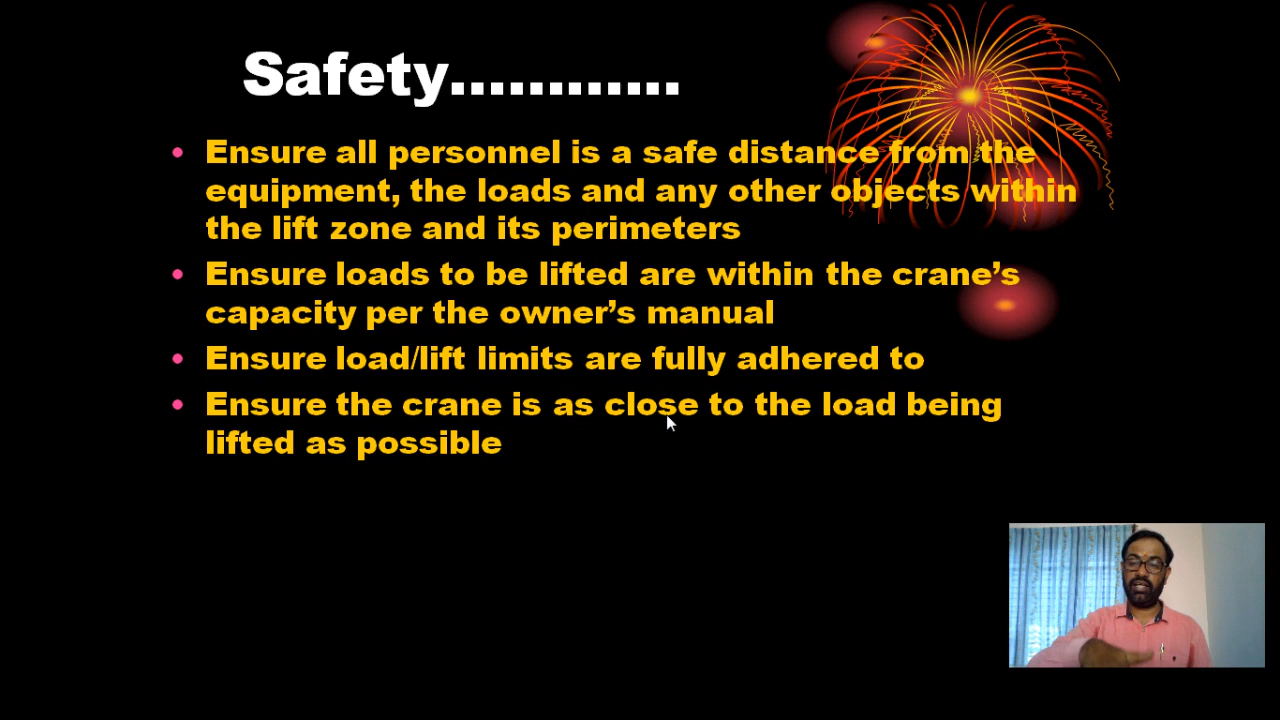 Safety............
Ensure all personnel is a safe distance from the
equipment, the loads and any other objects within
the lift zone and its perimeters
Ensure loads to be lifted are within the crane’s
capacity per the owner’s manual
Ensure load/lift limits are fully adhered to
Ensure the crane is as close to the load being
lifted as possible